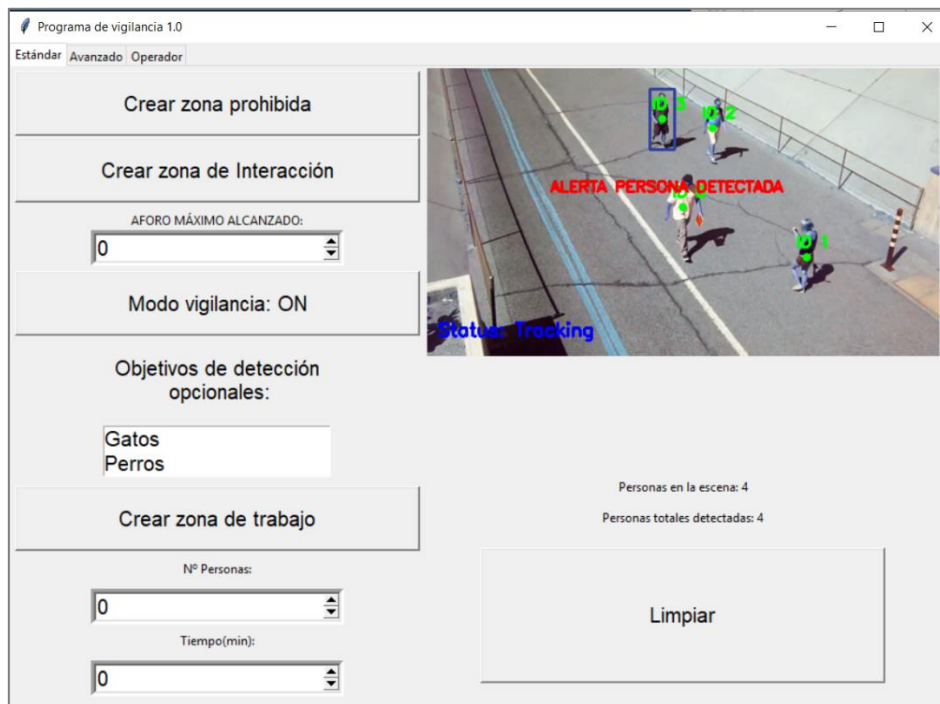 Programa de vigilancia 1.0
Estándar Avanzado Operador
Crear zona prohibida
Crear zona de Interacción
AFORO MÁXIMO ALCANZADO:
0
Modo vigilancia: ON
Objetivos de detección
opcionales:
Gatos
Perros
Crear zona de trabajo
Nº Personas:
0
Tiempo(min):
0
ID 3
ID 2
ALERTA PERSONA DETECTADA
ID 1
Status: Tracking
Personas en la escena: 4
Personas totales detectadas: 4
Limpiar